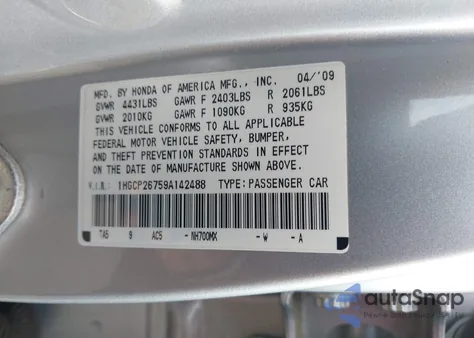 MFD. BY HONDA OF AMERICA MFG., INC. 04/'09
GVWR 4431LBS GAWR F 2403LBS R 2061LBS
GVWR 2010KG GAWR F 1090KG R 935KG
THIS VEHICLE CONFORMS TO ALL APPLICABLE
FEDERAL MOTOR VEHICLE SAFETY, BUMPER,
AND THEFT PREVENTION STANDARDS IN EFFECT
ON THE DATE OF MANUFACTURE SHOWN ABOVE.
V.I.N.: 1HGCP26759A142488 TYPE: PASSENGER CAR
TA5 9 AC5 - NH700MX - W - A
autoSnap